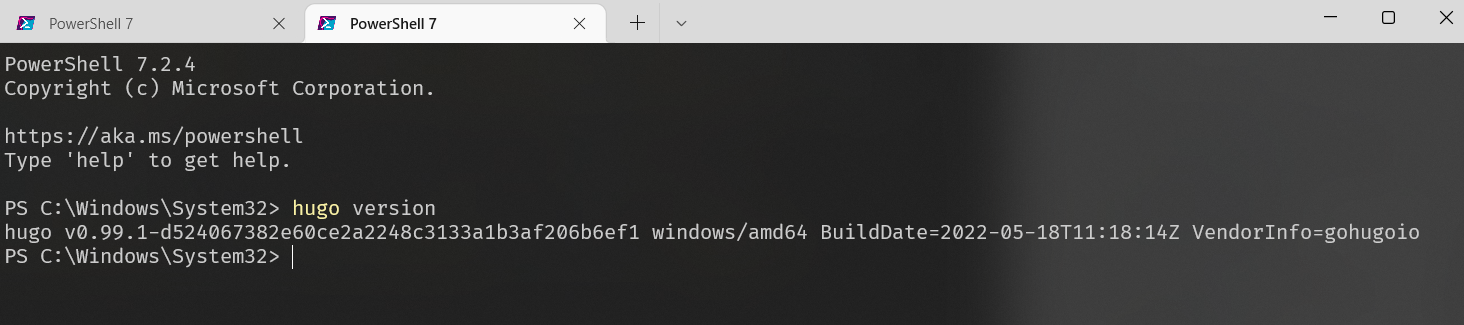 PowerShell 7
PowerShell 7
PowerShell 7.2.4
Copyright (c) Microsoft Corporation.
https://aka.ms/powershell
Type 'help' to get help.
PS C:\Windows\System32> hugo version
hugo v0.99.1-d524067382e60ce2a2248c3133a1b3af206b6ef1 windows/amd64 BuildDate=2022-05-18T11:18:14Z VendorInfo=gohugoio
PS C:\Windows\System32>